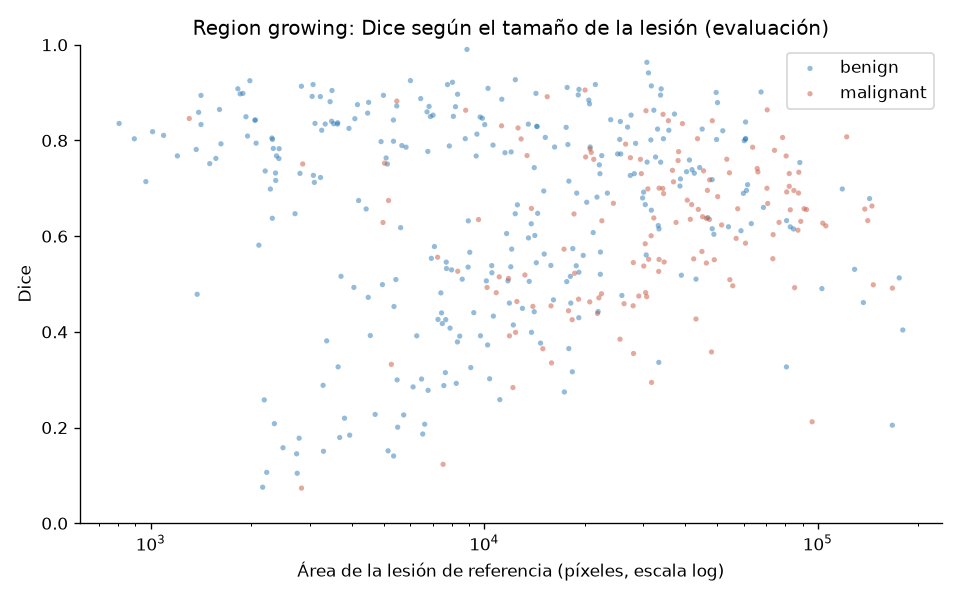 Region growing: Dice según el tamaño de la lesión (evaluación)
benign
malignant
1.0
0.8
0.6
0.4
0.2
0.0
Dice
10³
10⁴
10⁵
Área de la lesión de referencia (píxeles, escala log)